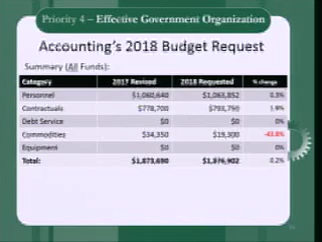 Priority 4 – Effective Government Organization
Accounting's 2018 Budget Request
Summary (All Funds):
Category 2017 Revised 2018 Requested % change
Personnel $1,060,640 $1,063,852 0.3%
Contractuals $778,700 $793,750 1.9%
Debt Service $0 $0 0%
Commodities $34,350 $19,300 -43.8%
Equipment $0 $0 0%
Total: $1,873,690 $1,876,902 0.2%